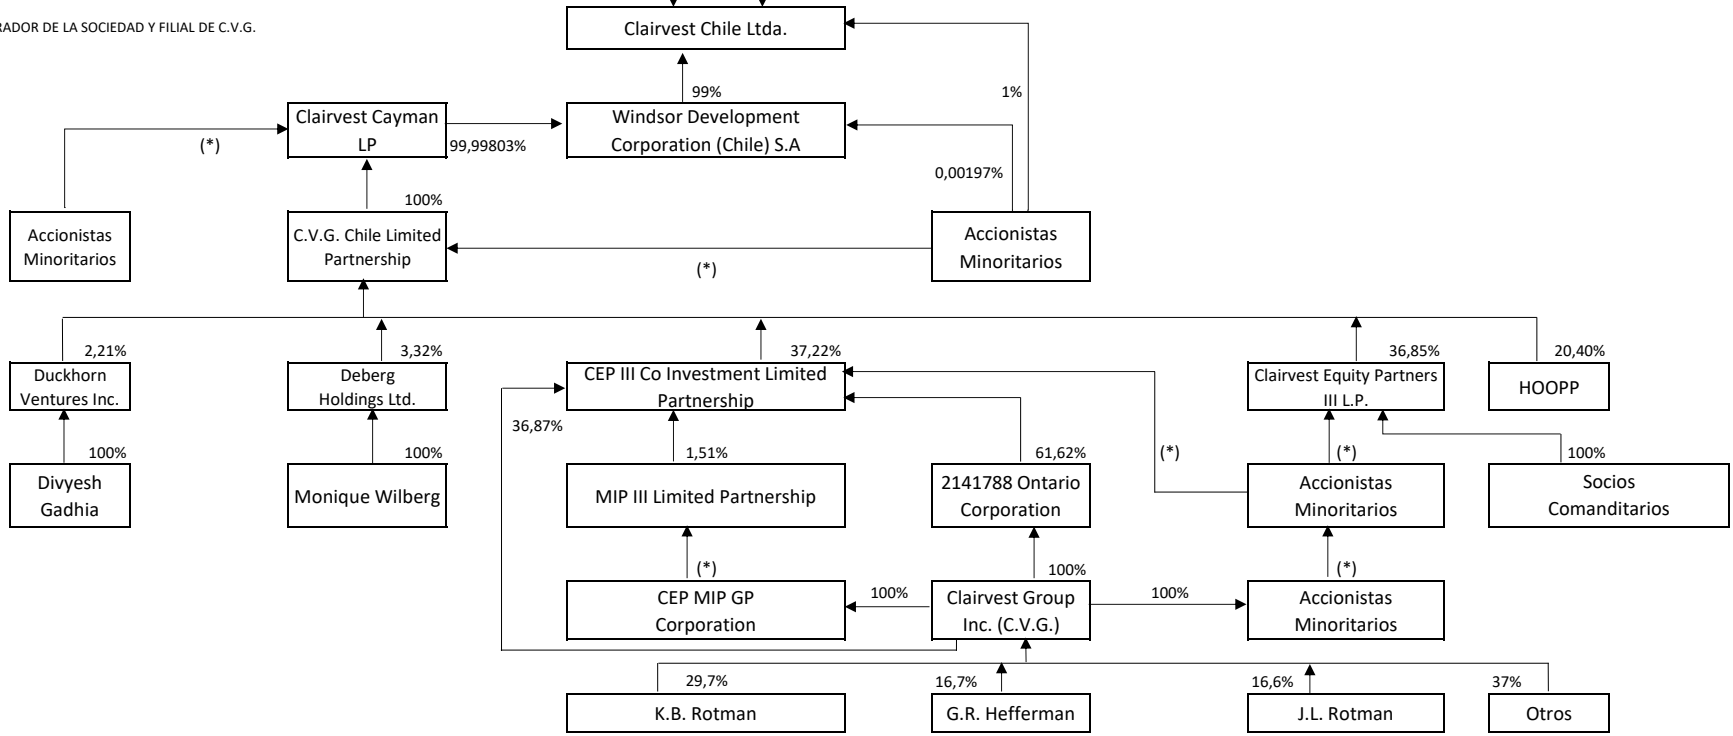 Clairvest Chile Ltda.
RADOR DE LA SOCIEDAD Y FILIAL DE C.V.G.
99%
1%
Clairvest Cayman
LP
99,99803%
Windsor Development
Corporation (Chile) S.A
(*)
0,00197%
100%
Accionistas
Minoritarios
C.V.G. Chile Limited
Partnership
(*)
Accionistas
Minoritarios
2,21%
3,32%
37,22%
36,85%
20,40%
Duckhorn
Ventures Inc.
Deberg
Holdings Ltd.
CEP III Co Investment Limited
Partnership
Clairvest Equity Partners
III L.P.
HOOPP
36,87%
100%
100%
1,51%
61,62%
(*)
(*)
100%
Divyesh
Gadhia
Monique Wilberg
MIP III Limited Partnership
2141788 Ontario
Corporation
Accionistas
Minoritarios
Socios
Comanditarios
(*)
100%
(*)
CEP MIP GP
Corporation
100%
Clairvest Group
Inc. (C.V.G.)
100%
Accionistas
Minoritarios
29,7%
16,7%
16,6%
37%
K.B. Rotman
G.R. Hefferman
J.L. Rotman
Otros